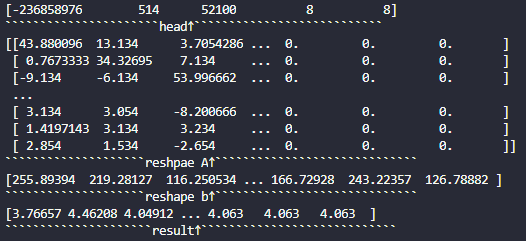 [-236858976 514 52100 8 8]
`````````````````````head↑`````````````````````````
[[43.880096 13.134 3.7054286 ... 0. 0. 0. ]
[ 0.7673333 34.32695 7.134 ... 0. 0. 0. ]
[-9.134 -6.134 53.996662 ... 0. 0. 0. ]
...
[ 3.134 3.054 -8.200666 ... 0. 0. 0. ]
[ 1.4197143 3.134 3.234 ... 0. 0. 0. ]
[ 2.854 1.534 -2.654 ... 0. 0. 0. ]]
```````````````````reshpae A↑`````````````````````````````
[255.89394 219.28127 116.250534 ... 166.72928 243.22357 126.78882 ]
```````````````````reshape b↑`````````````````````````````
[3.76657 4.46208 4.04912 ... 4.063 4.063 4.063 ]
````````````````````result↑```````````````````````````````